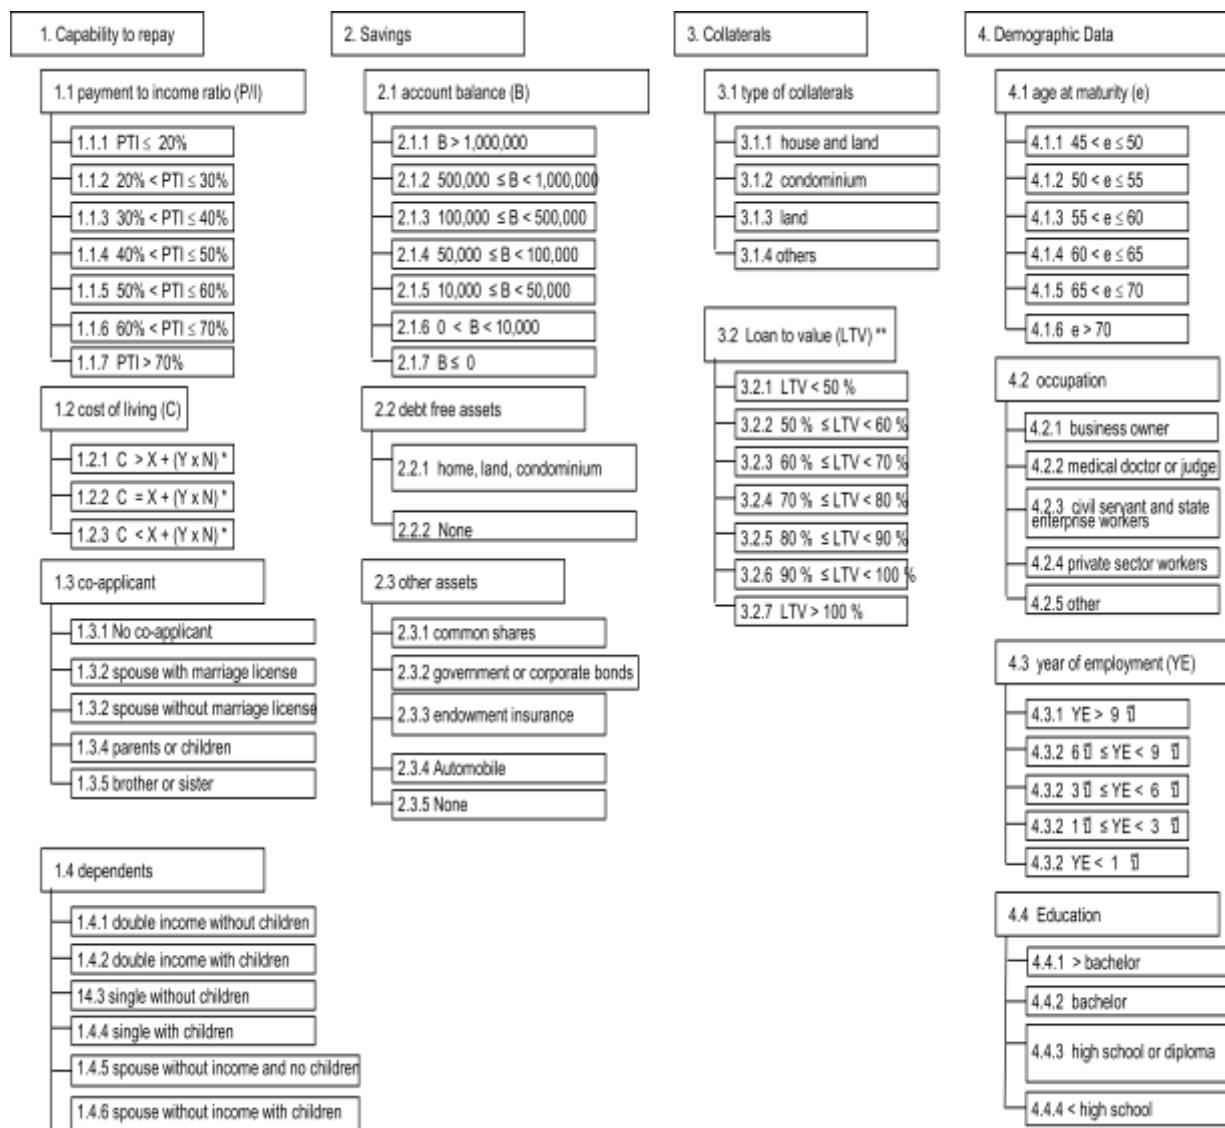 1. Capability to repay
1.1 payment to income ratio (P/I)
1.1.1 PTI ≤ 20%
1.1.2 20% < PTI ≤ 30%
1.1.3 30% < PTI ≤ 40%
1.1.4 40% < PTI ≤ 50%
1.1.5 50% < PTI ≤ 60%
1.1.6 60% < PTI ≤ 70%
1.1.7 PTI > 70%
1.2 cost of living (C)
1.2.1 C > X + (Y x N) *
1.2.2 C = X + (Y x N) *
1.2.3 C < X + (Y x N) *
1.3 co-applicant
1.3.1 No co-applicant
1.3.2 spouse with marriage license
1.3.2 spouse without marriage license
1.3.4 parents or children
1.3.5 brother or sister
1.4 dependents
1.4.1 double income without children
1.4.2 double income with children
14.3 single without children
1.4.4 single with children
1.4.5 spouse without income and no children
1.4.6 spouse without income with children
2. Savings
2.1 account balance (B)
2.1.1 B > 1,000,000
2.1.2 500,000 ≤ B < 1,000,000
2.1.3 100,000 ≤ B < 500,000
2.1.4 50,000 ≤ B < 100,000
2.1.5 10,000 ≤ B < 50,000
2.1.6 0 < B < 10,000
2.1.7 B ≤ 0
2.2 debt free assets
2.2.1 home, land, condominium
2.2.2 None
2.3 other assets
2.3.1 common shares
2.3.2 government or corporate bonds
2.3.3 endowment insurance
2.3.4 Automobile
2.3.5 None
3. Collaterals
3.1 type of collaterals
3.1.1 house and land
3.1.2 condominium
3.1.3 land
3.1.4 others
3.2 Loan to value (LTV) **
3.2.1 LTV < 50 %
3.2.2 50 % ≤ LTV < 60 %
3.2.3 60 % ≤ LTV < 70 %
3.2.4 70 % ≤ LTV < 80 %
3.2.5 80 % ≤ LTV < 90 %
3.2.6 90 % ≤ LTV < 100 %
3.2.7 LTV > 100 %
4. Demographic Data
4.1 age at maturity (e)
4.1.1 45 < e ≤ 50
4.1.2 50 < e ≤ 55
4.1.3 55 < e ≤ 60
4.1.4 60 < e ≤ 65
4.1.5 65 < e ≤ 70
4.1.6 e > 70
4.2 occupation
4.2.1 business owner
4.2.2 medical doctor or judge
4.2.3 civil servant and state
enterprise workers
4.2.4 private sector workers
4.2.5 other
4.3 year of employment (YE)
4.3.1 YE > 9 ปี
4.3.2 6 ปี ≤ YE < 9 ปี
4.3.2 3 ปี ≤ YE < 6 ปี
4.3.2 1 ปี ≤ YE < 3 ปี
4.3.2 YE < 1 ปี
4.4 Education
4.4.1 > bachelor
4.4.2 bachelor
4.4.3 high school or diploma
4.4.4 < high school